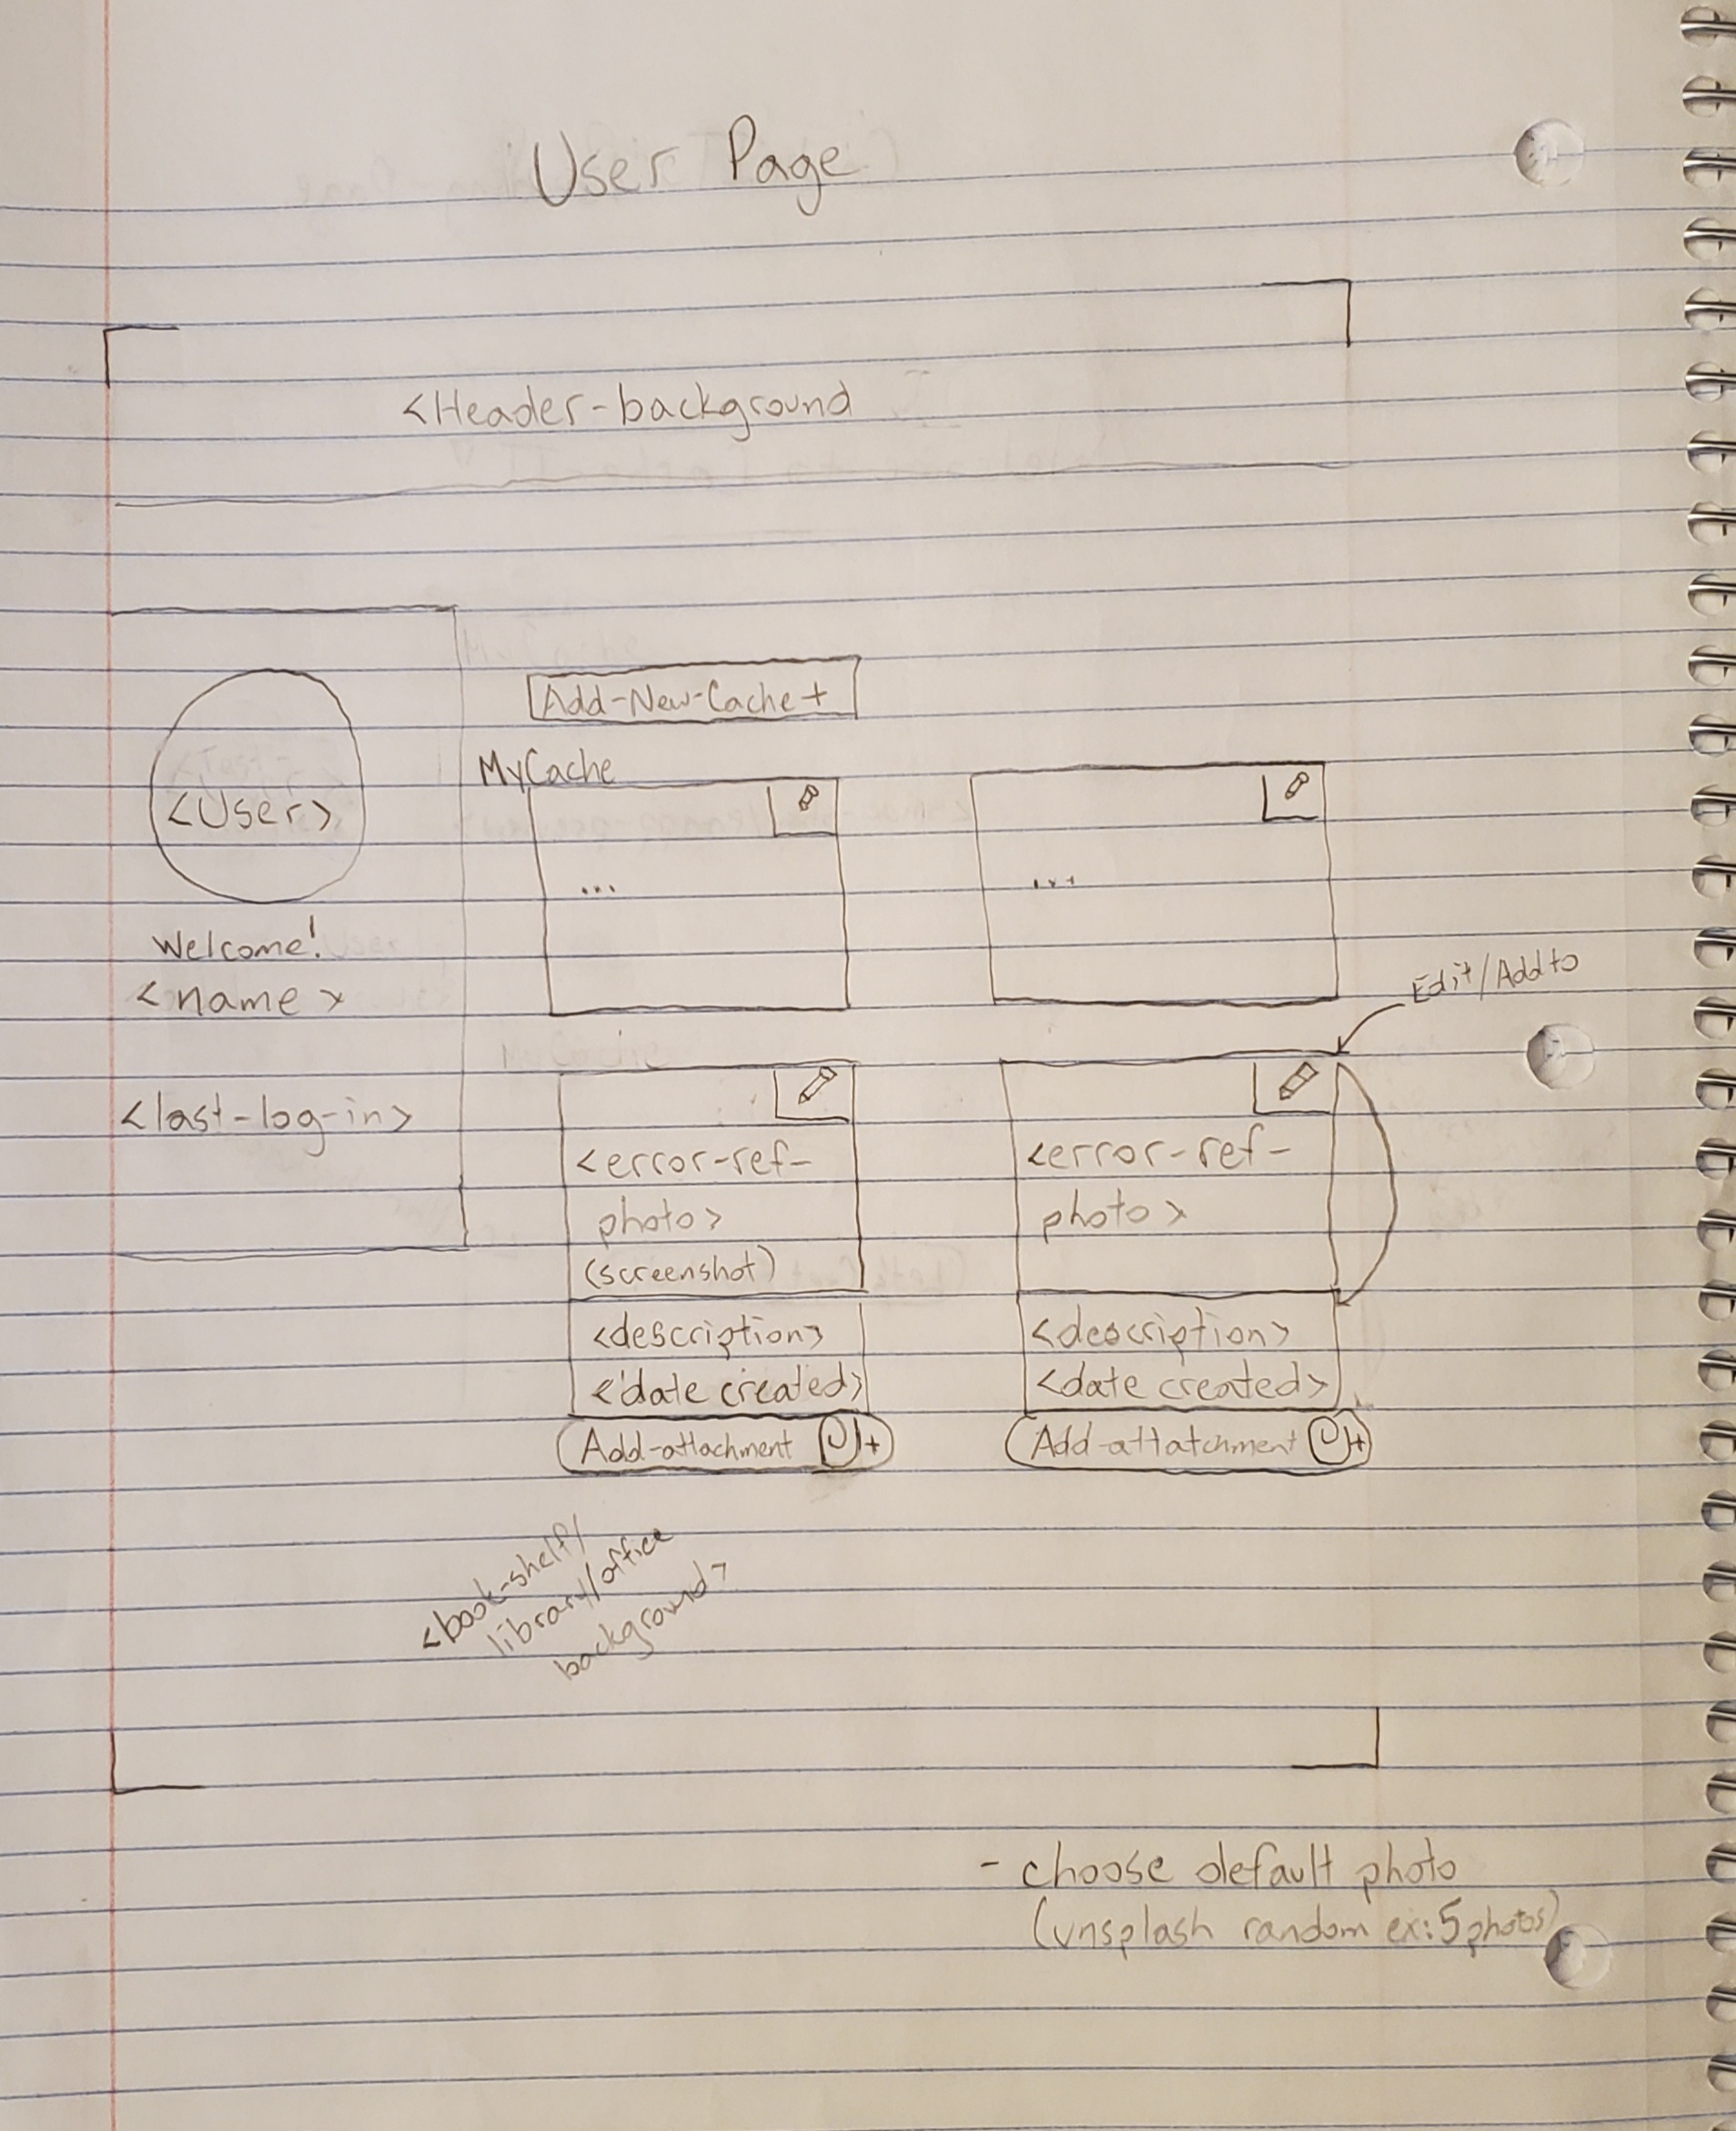 User Page
<Header-background
Add-New-Cache +
MyCache
<User>
...
...
Welcome!
<name>
Edit/Add to
<last-log-in>
<error-ref-
photo>
(screenshot)
<description>
<date created>
Add-attachment +
<error-ref-
photo>
<description>
<date created>
Add-attatchment +
<book-shelf/
library/office
background>
- choose default photo
(unsplash random ex: 5 photos)